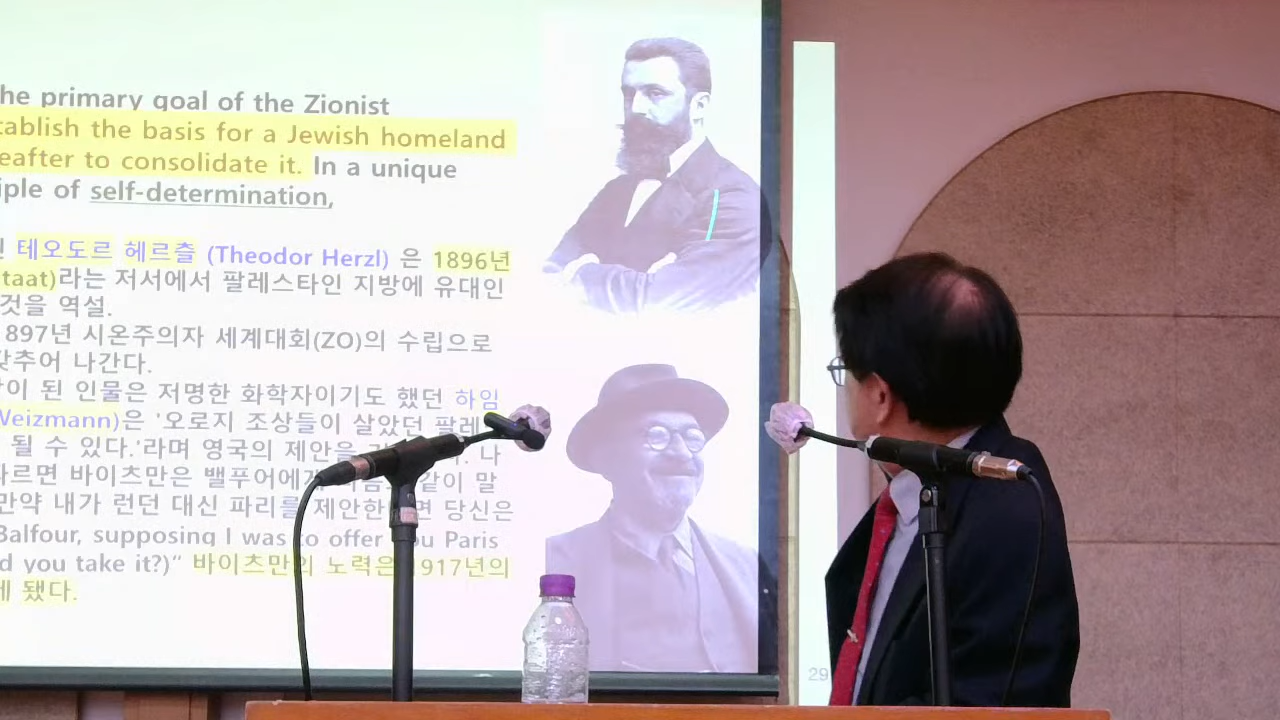 he primary goal of the Zionist
tablish the basis for a Jewish homeland
eafter to consolidate it. In a unique
iple of self-determination,
테오도르 헤르츨 (Theodor Herzl) 은 1896년
taat)라는 저서에서 팔레스타인 지방에 유대인
것을 역설.
897년 시온주의자 세계대회(ZO)의 수립으로
갖추어 나간다.
이 된 인물은 저명한 화학자이기도 했던 하임
Weizmann)은 '오로지 조상들이 살았던 팔레
될 수 있다.'라며 영국의 제안을 나
따르면 바이츠만은 밸푸어에게 같이 말
만약 내가 런던 대신 파리를 제안한 면 당신은
Balfour, supposing I was to offer you Paris
d you take it?)" 바이츠만의 노력은 1917년의
게 됐다.
29